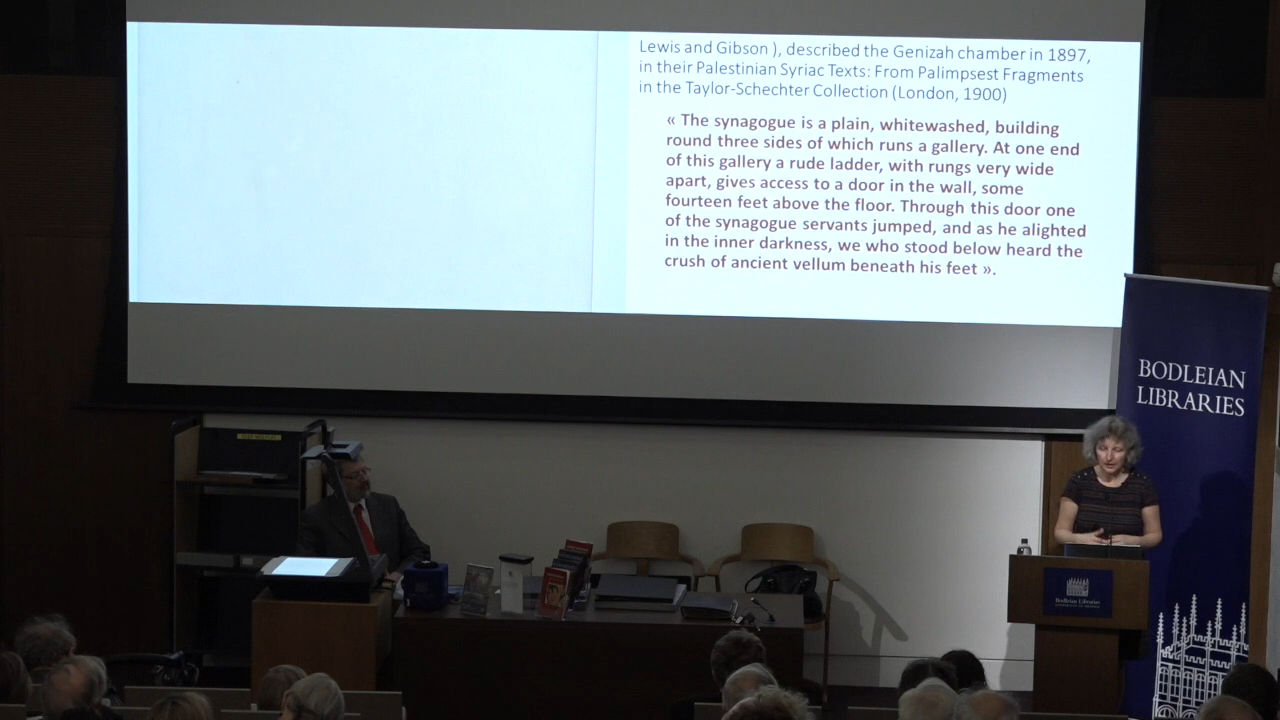 Lewis and Gibson ), described the Genizah chamber in 1897,
in their Palestinian Syriac Texts: From Palimpsest Fragments
in the Taylor-Schechter Collection (London, 1900)
« The synagogue is a plain, whitewashed, building
round three sides of which runs a gallery. At one end
of this gallery a rude ladder, with rungs very wide
apart, gives access to a door in the wall, some
fourteen feet above the floor. Through this door one
of the synagogue servants jumped, and as he alighted
in the inner darkness, we who stood below heard the
crush of ancient vellum beneath his feet ».
BODLEIAN
LIBRARIES
Bodleian Libraries
UNIVERSITY OF OXFORD